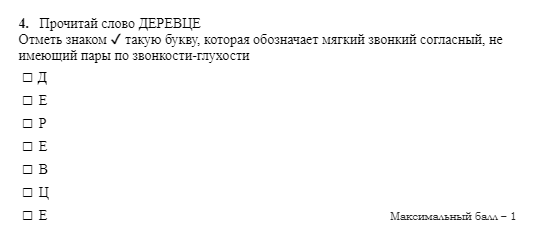 4. Прочитай слово ДЕРЕВЦЕ
Отметь знаком ✓ такую букву, которая обозначает мягкий звонкий согласный, не
имеющий пары по звонкости-глухости
□ Д
□ Е
□ Р
□ Е
□ В
□ Ц
□ Е
Максимальный балл – 1